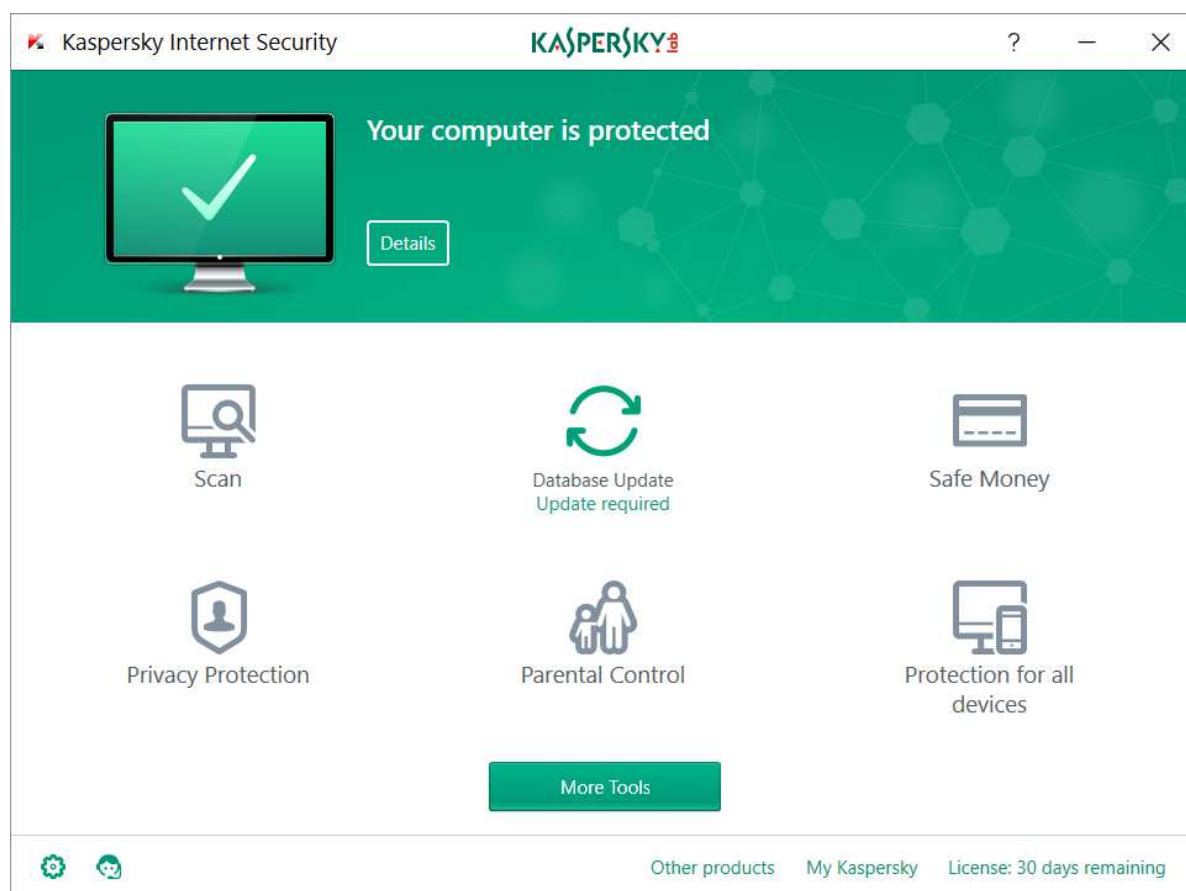 Kaspersky Internet Security
KASPERSKY lab
?
Your computer is protected
Details
Scan
Database Update
Update required
Safe Money
Privacy Protection
Parental Control
Protection for all
devices
More Tools
Other products
My Kaspersky
License: 30 days remaining